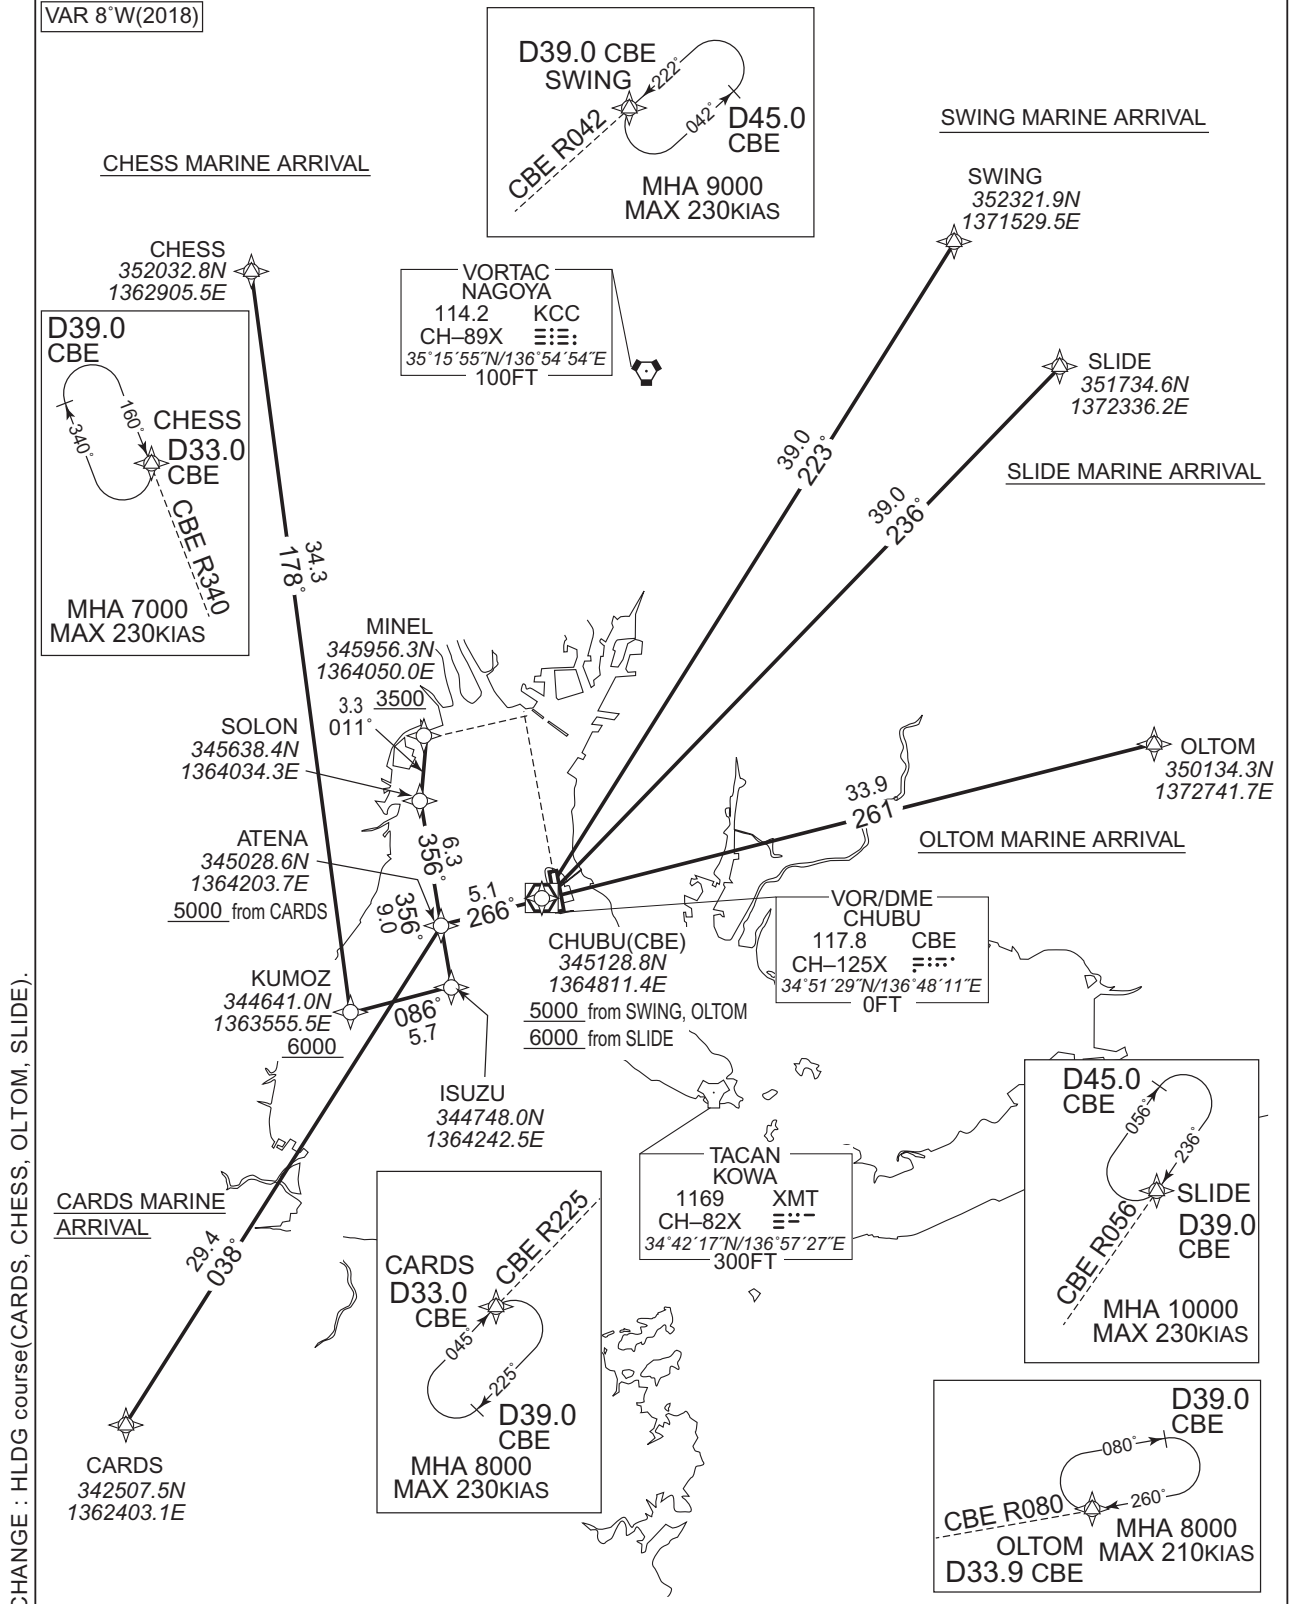 VAR 8°W(2018)
D39.0 CBE
SWING
222°
042°
D45.0
CBE
CBE R042
MHA 9000
MAX 230KIAS
SWING MARINE ARRIVAL
CHESS MARINE ARRIVAL
SWING
352321.9N
1371529.5E
CHESS
352032.8N
1362905.5E
VORTAC
NAGOYA
114.2 KCC
CH–89X
35°15´55˝N/136°54´54˝E
100FT
D39.0
CBE
160°
340°
CHESS
D33.0
CBE
CBE R340
MHA 7000
MAX 230KIAS
SLIDE
351734.6N
1372336.2E
SLIDE MARINE ARRIVAL
39.0
223°
39.0
236°
34.3
178°
MINEL
345956.3N
1364050.0E
3500
3.3
011°
SOLON
345638.4N
1364034.3E
OLTOM
350134.3N
1372741.7E
33.9
261°
OLTOM MARINE ARRIVAL
ATENA
345028.6N
1364203.7E
5000 from CARDS
6.3
356°
356°
9.0
5.1
266°
VOR/DME
CHUBU
117.8 CBE
CH–125X
34°51´29˝N/136°48´11˝E
0FT
CHUBU(CBE)
345128.8N
1364811.4E
5000 from SWING, OLTOM
6000 from SLIDE
KUMOZ
344641.0N
1363555.5E
6000
086°
5.7
ISUZU
344748.0N
1364242.5E
D45.0
CBE
056°
236°
SLIDE
D39.0
CBE
CBE R056
MHA 10000
MAX 230KIAS
TACAN
KOWA
1169 XMT
CH–82X
34°42´17˝N/136°57´27˝E
300FT
CARDS MARINE
ARRIVAL
29.4
038°
CBE R225
CARDS
D33.0
CBE
045°
225°
D39.0
CBE
MHA 8000
MAX 230KIAS
CARDS
342507.5N
1362403.1E
D39.0
CBE
080°
260°
CBE R080
OLTOM
D33.9 CBE
MHA 8000
MAX 210KIAS
CHANGE : HLDG course(CARDS, CHESS, OLTOM, SLIDE).